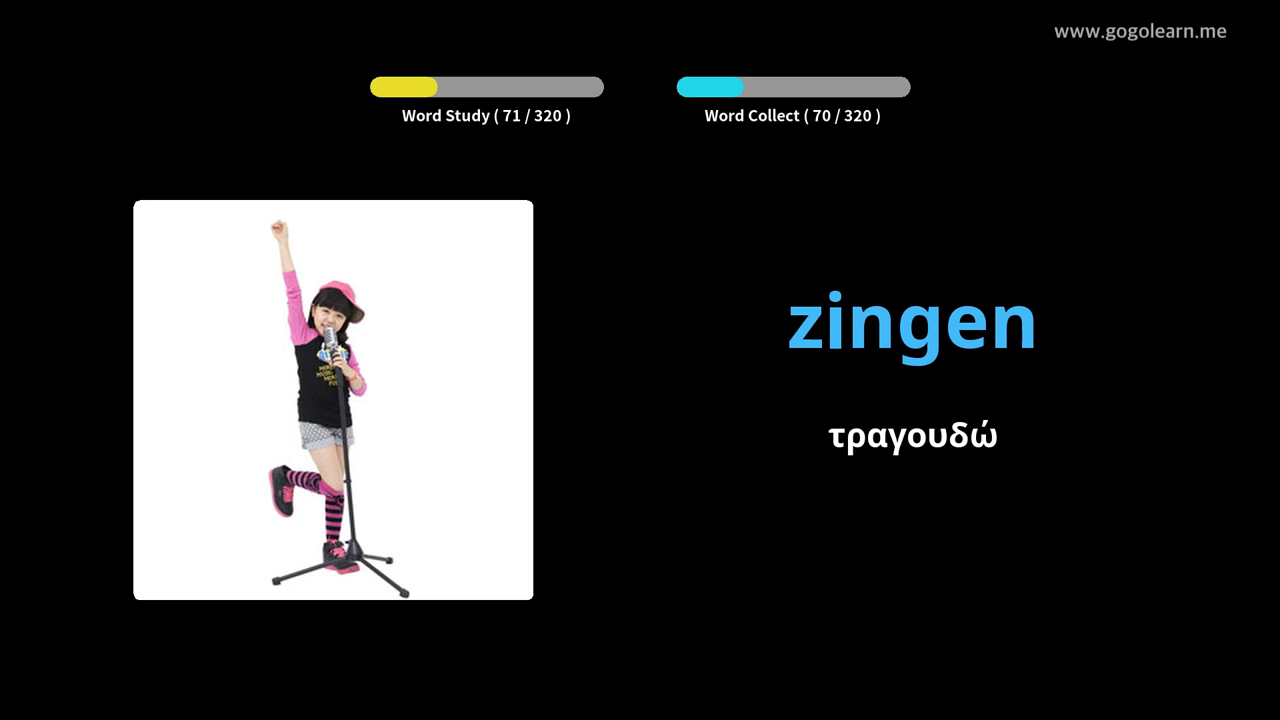 www.gogolearn.me
Word Study ( 71 / 320 )
Word Collect ( 70 / 320 )
zingen
τραγουδώ